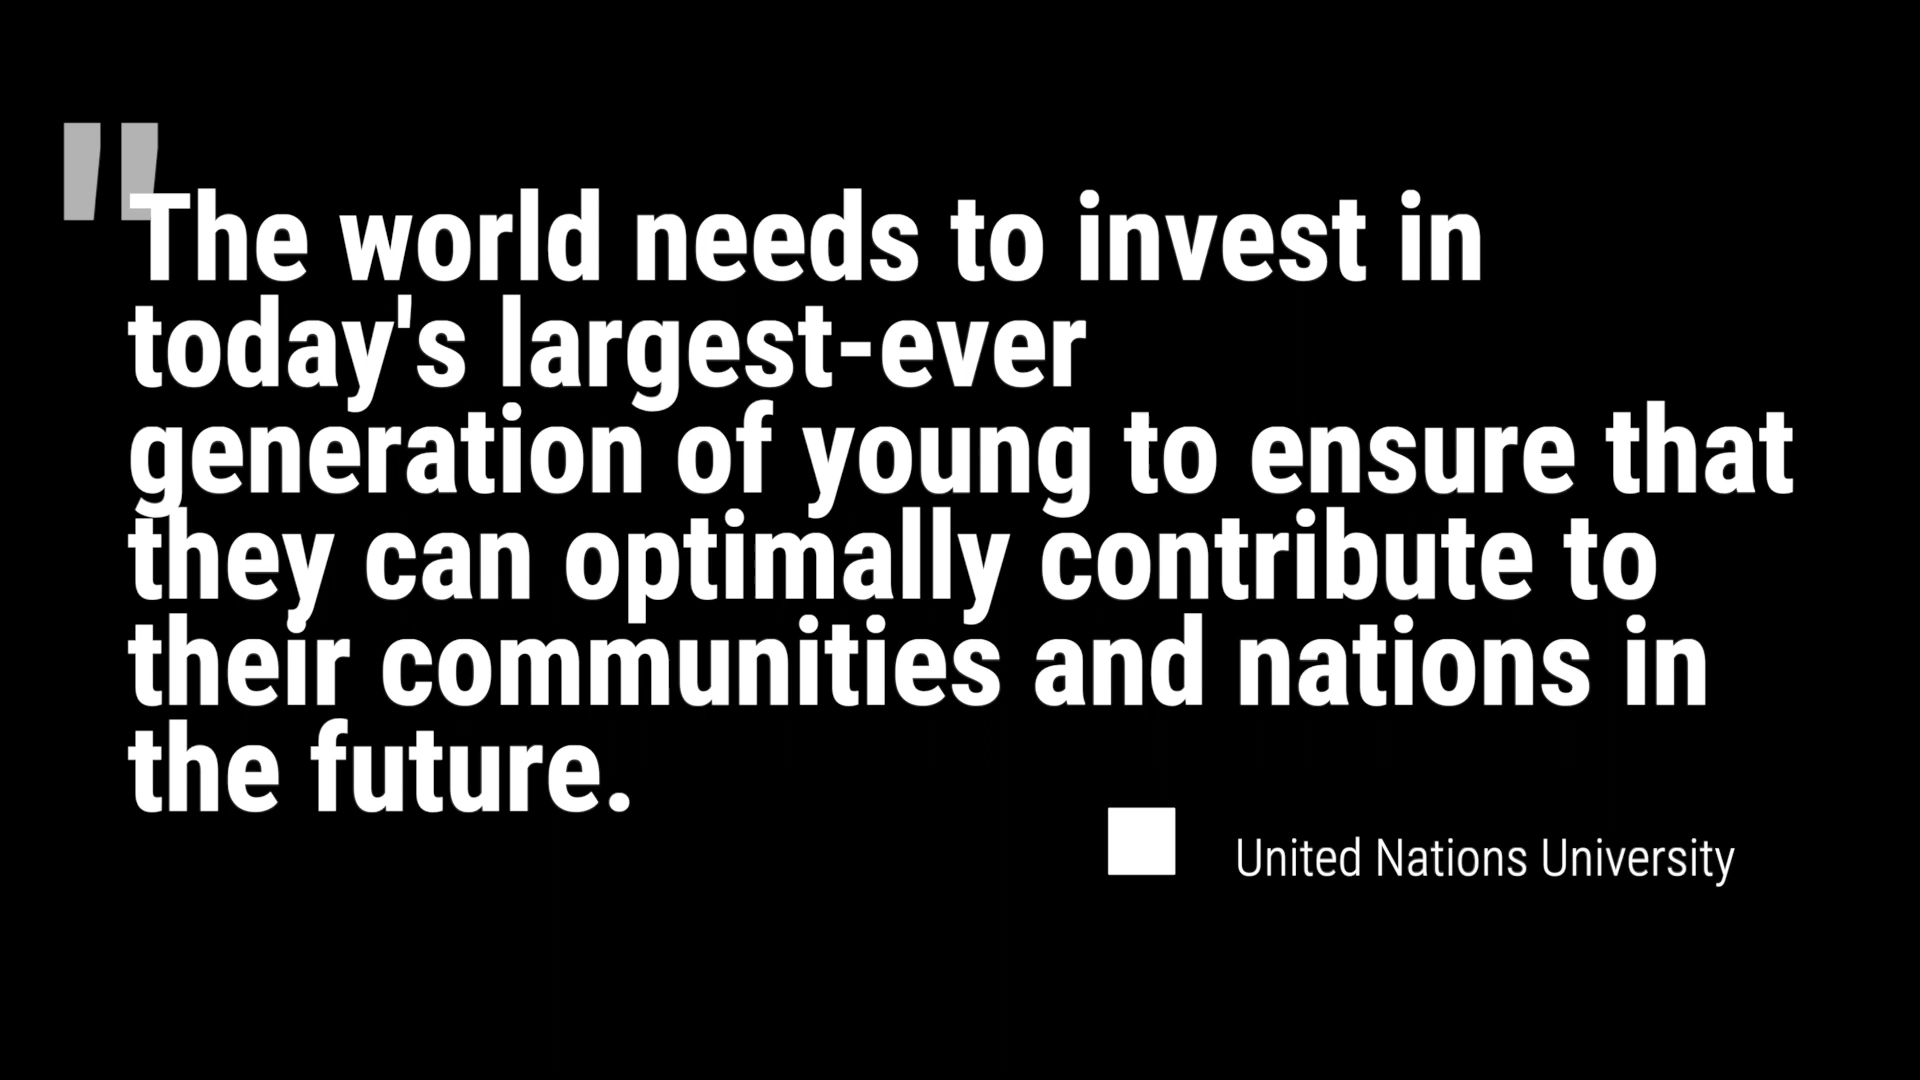 "The world needs to invest in
today's largest-ever
generation of young to ensure that
they can optimally contribute to
their communities and nations in
the future.
United Nations University